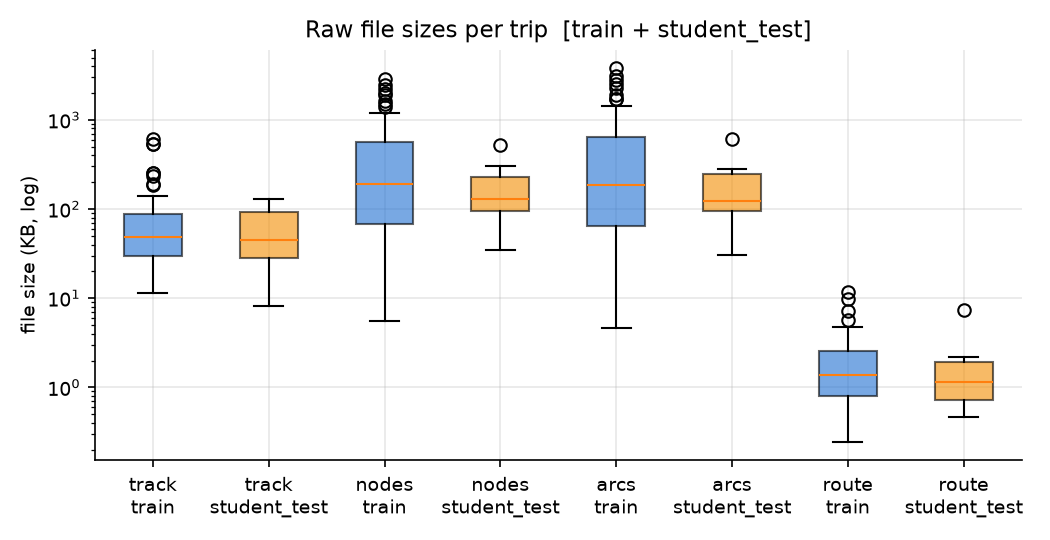 Raw file sizes per trip  [train + student_test]
file size (KB, log)
10³
10²
10¹
10⁰
track
train
track
student_test
nodes
train
nodes
student_test
arcs
train
arcs
student_test
route
train
route
student_test